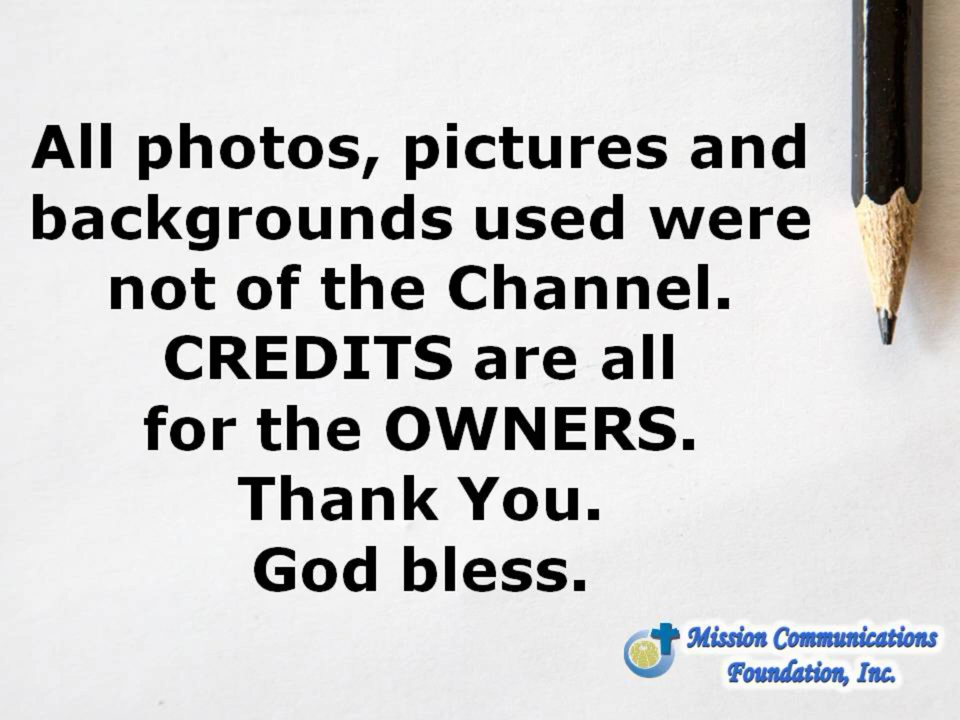 All photos, pictures and
backgrounds used were
not of the Channel.
CREDITS are all
for the OWNERS.
Thank You.
God bless.
Mission Communications
Foundation, Inc.